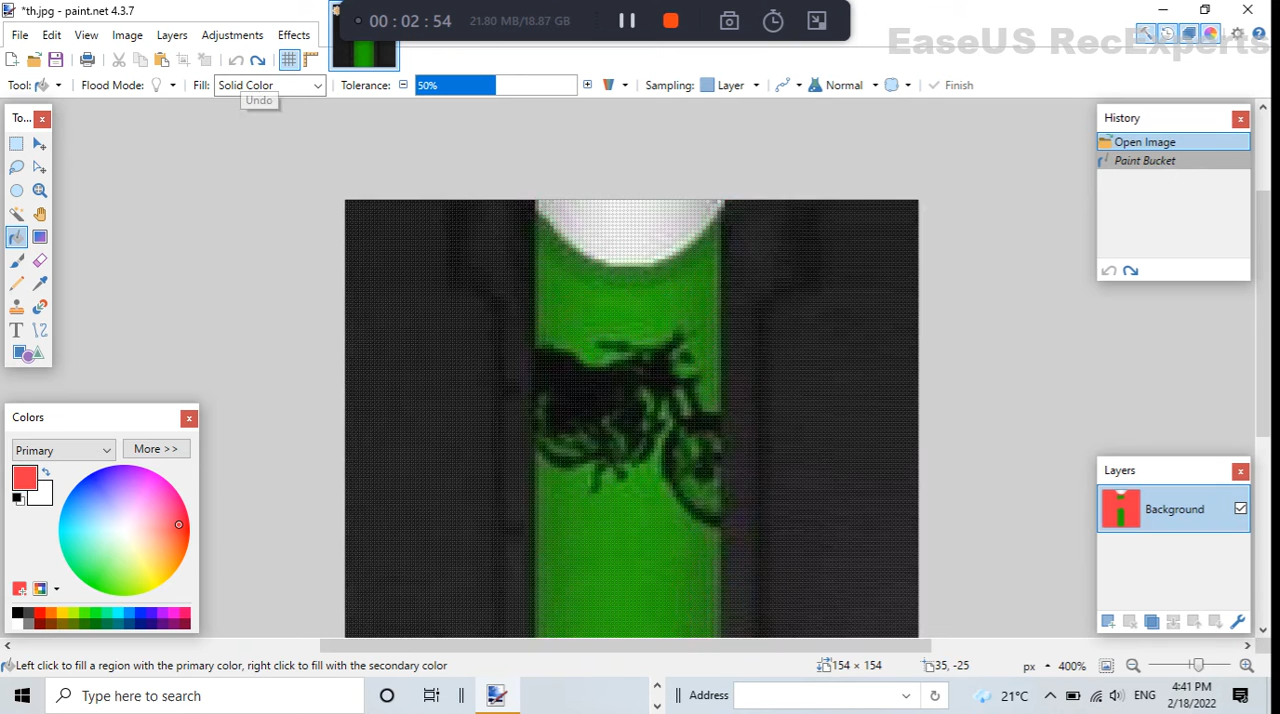 *th.jpg - paint.net 4.3.7
00 : 02 : 54
21.80 MB/18.87 GB
EaseUS RecExperts
File Edit View Image Layers Adjustments Effects
Tool: Flood Mode: Fill: Solid Color Tolerance: 50% Sampling: Layer Normal Finish
Undo
To...
History
Open Image
Paint Bucket
Colors
Primary
More >>
Layers
Background
Left click to fill a region with the primary color, right click to fill with the secondary color
154 × 154
35, -25
px
400%
Type here to search
Address
21°C
ENG
4:41 PM
2/18/2022